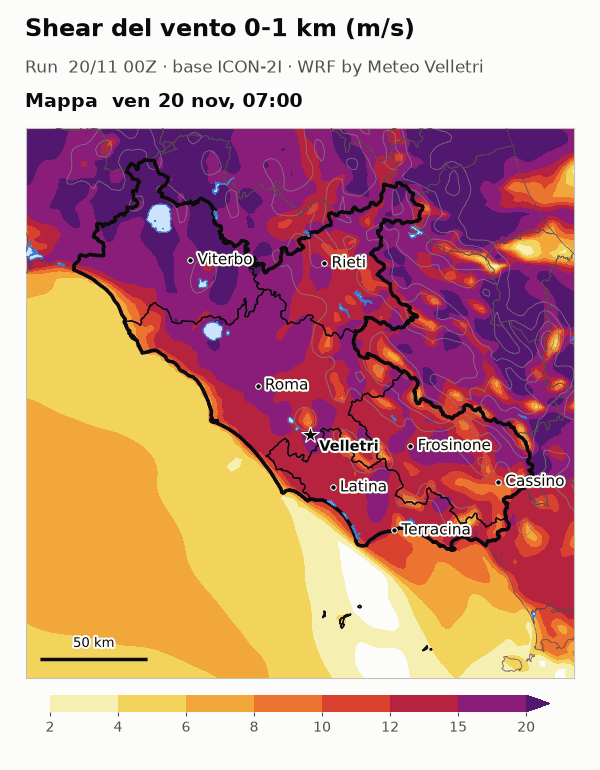 Shear del vento 0-1 km (m/s)
Run  20/11 00Z · base ICON-2I · WRF by Meteo Velletri
Mappa  ven 20 nov, 07:00
Viterbo
Rieti
Roma
Velletri
Frosinone
Cassino
Latina
Terracina
50 km
2 4 6 8 10 12 15 20